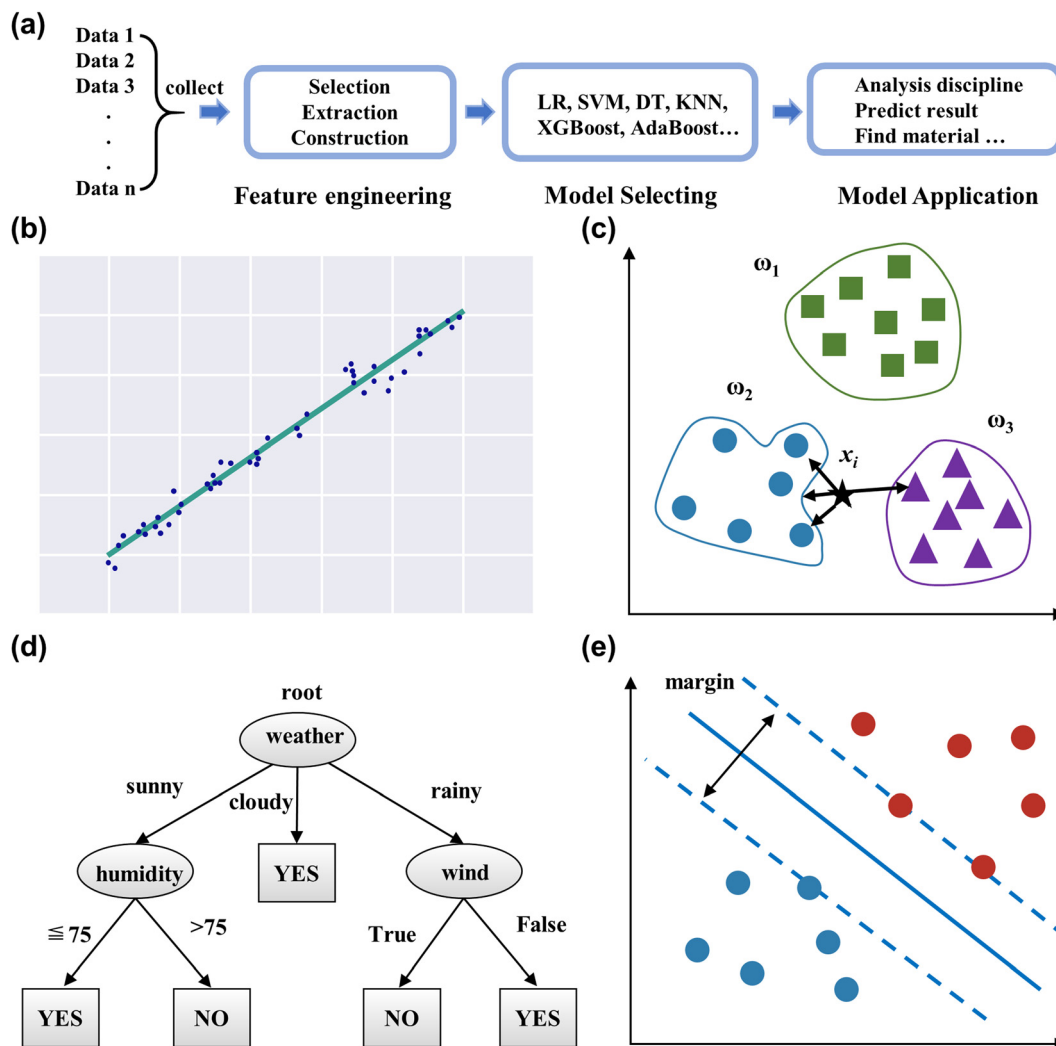 (a)
Data 1
Data 2
Data 3
.
.
.
Data n
collect
Selection
Extraction
Construction
Feature engineering
LR, SVM, DT, KNN,
XGBoost, AdaBoost…
Model Selecting
Analysis discipline
Predict result
Find material …
Model Application
(b)
(c)
ω1
ω2
ω3
xi
(d)
root
weather
sunny
cloudy
rainy
humidity
YES
wind
≦ 75
>75
True
False
YES
NO
NO
YES
(e)
margin